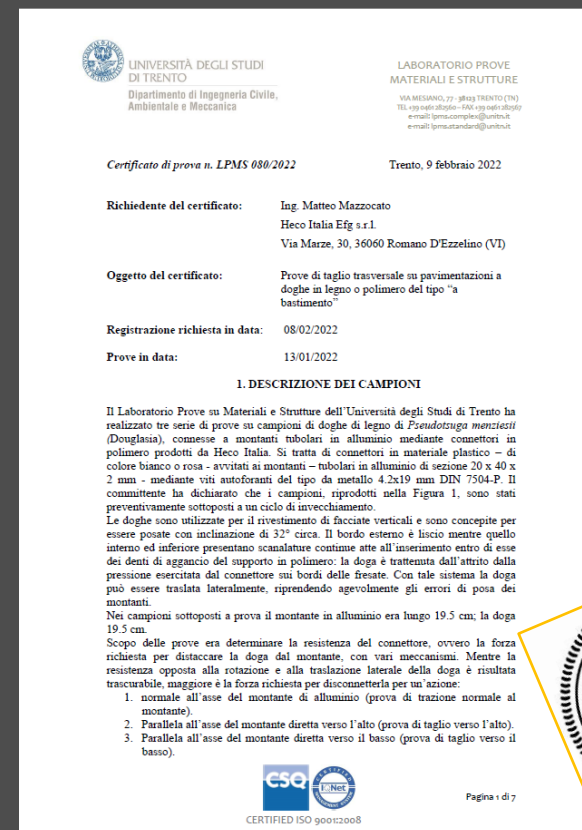 UNIVERSITÀ DEGLI STUDI
DI TRENTO
Dipartimento di Ingegneria Civile,
Ambientale e Meccanica
LABORATORIO PROVE
MATERIALI E STRUTTURE
VIA MESIANO, 77 - 38123 TRENTO (TN)
TEL +39 0461 282560 – FAX +39 0461 282567
e-mail: lpms.complex@unitn.it
e-mail: lpms.standard@unitn.it
Certificato di prova n. LPMS 080/2022
Trento, 9 febbraio 2022
Richiedente del certificato: Ing. Matteo Mazzocato
Heco Italia Efg s.r.l.
Via Marze, 30, 36060 Romano D'Ezzelino (VI)
Oggetto del certificato: Prove di taglio trasversale su pavimentazioni a
doghe in legno o polimero del tipo “a
bastimento”
Registrazione richiesta in data: 08/02/2022
Prove in data: 13/01/2022
1. DESCRIZIONE DEI CAMPIONI
Il Laboratorio Prove su Materiali e Strutture dell’Università degli Studi di Trento ha
realizzato tre serie di prove su campioni di doghe di legno di Pseudotsuga menziesii
(Douglasia), connesse a montanti tubolari in alluminio mediante connettori in
polimero prodotti da Heco Italia. Si tratta di connettori in materiale plastico – di
colore bianco o rosa - avvitati ai montanti – tubolari in alluminio di sezione 20 x 40 x
2 mm - mediante viti autoforanti del tipo da metallo 4.2x19 mm DIN 7504-P. Il
committente ha dichiarato che i campioni, riprodotti nella Figura 1, sono stati
preventivamente sottoposti a un ciclo di invecchiamento.
Le doghe sono utilizzate per il rivestimento di facciate verticali e sono concepite per
essere posate con inclinazione di 32° circa. Il bordo esterno è liscio mentre quello
interno ed inferiore presentano scanalature continue atte all’inserimento entro di esse
dei denti di aggancio del supporto in polimero: la doga è trattenuta dall’attrito dalla
pressione esercitata dal connettore sui bordi delle fresate. Con tale sistema la doga
può essere traslata lateralmente, riprendendo agevolmente gli errori di posa dei
montanti.
Nei campioni sottoposti a prova il montante in alluminio era lungo 19.5 cm; la doga
19.5 cm.
Scopo delle prove era determinare la resistenza del connettore, ovvero la forza
richiesta per distaccare la doga dal montante, con vari meccanismi. Mentre la
resistenza opposta alla rotazione e alla traslazione laterale della doga è risultata
trascurabile, maggiore è la forza richiesta per disconnetterla per un’azione:
1. normale all’asse del montante di alluminio (prova di trazione normale al
montante).
2. Parallela all’asse del montante diretta verso l’alto (prova di taglio verso l’alto).
3. Parallela all’asse del montante diretta verso il basso (prova di taglio verso il
basso).
CSQ
CERTIFIED
IQNet
CERTIFIED ISO 9001:2008
Pagina 1 di 7